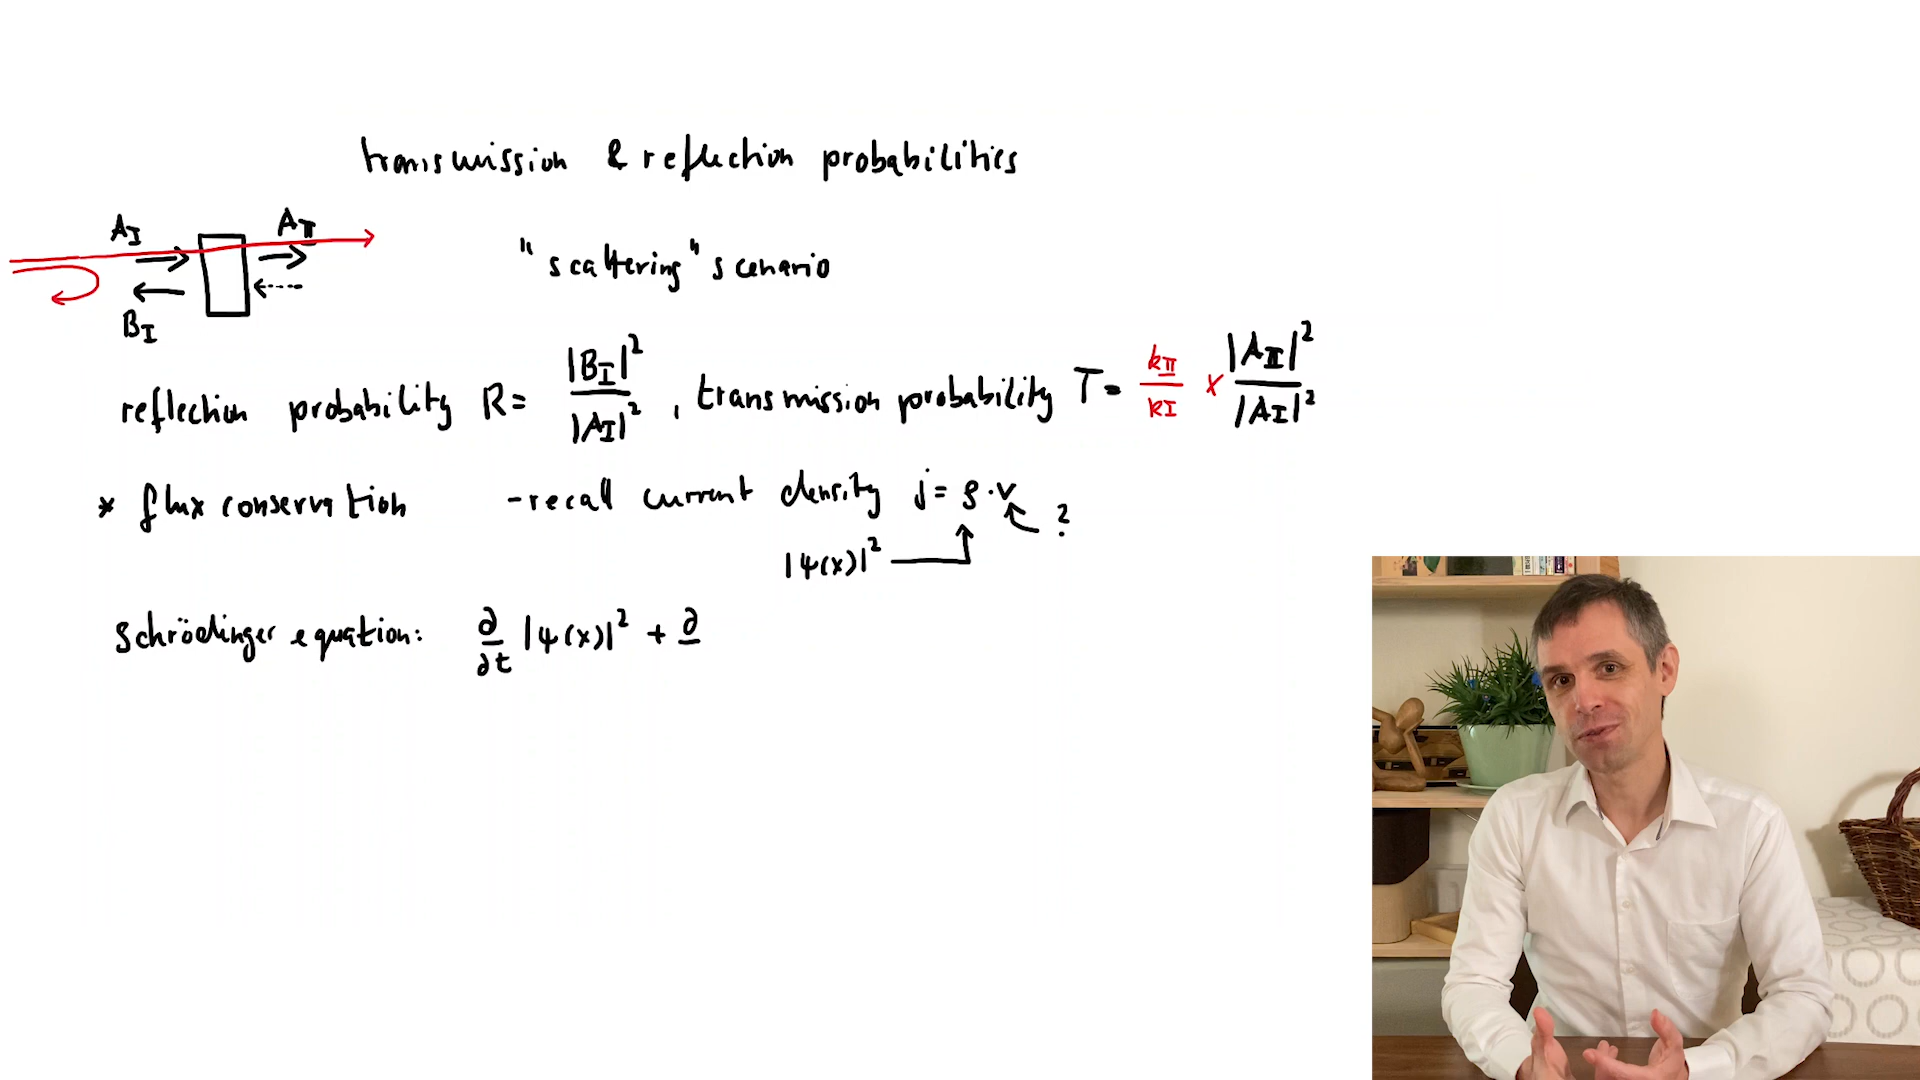 transmission & reflection probabilities
A_I A_II
"scattering" scenario
B_I
reflection probability R = |B_I|² / |A_I|² , transmission probability T = k_II / k_I × |A_II|² / |A_I|²
* flux conservation - recall current density j = ρ · v
?
|ψ(x)|²
Schrödinger equation: ∂/∂t |ψ(x)|² + ∂